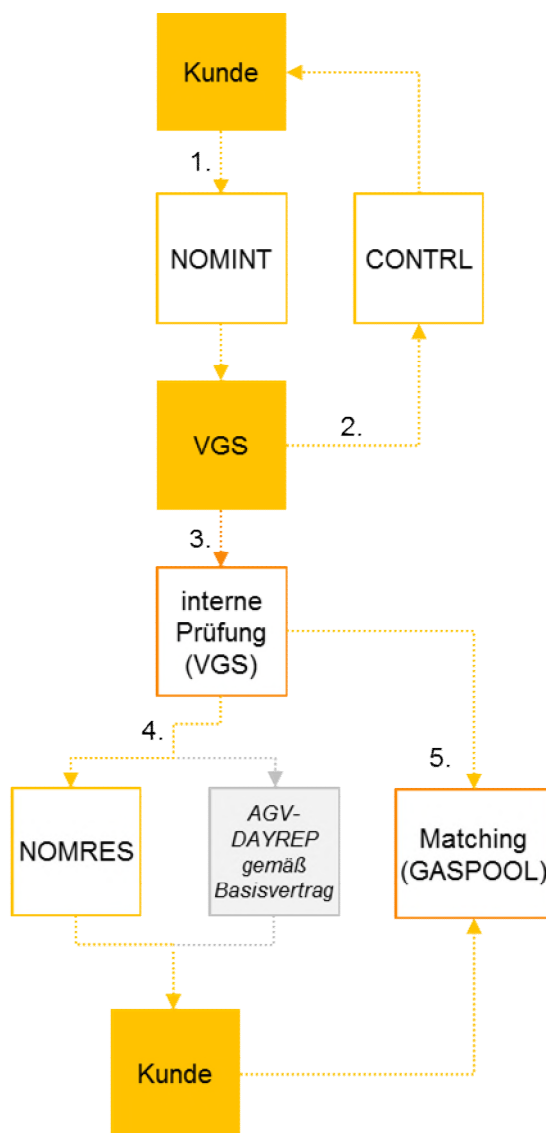 Kunde
1.
NOMINT
CONTRL
VGS
2.
3.
interne
Prüfung
(VGS)
4.
5.
NOMRES
AGV-
DAYREP
gemäß
Basisvertrag
Matching
(GASPOOL)
Kunde